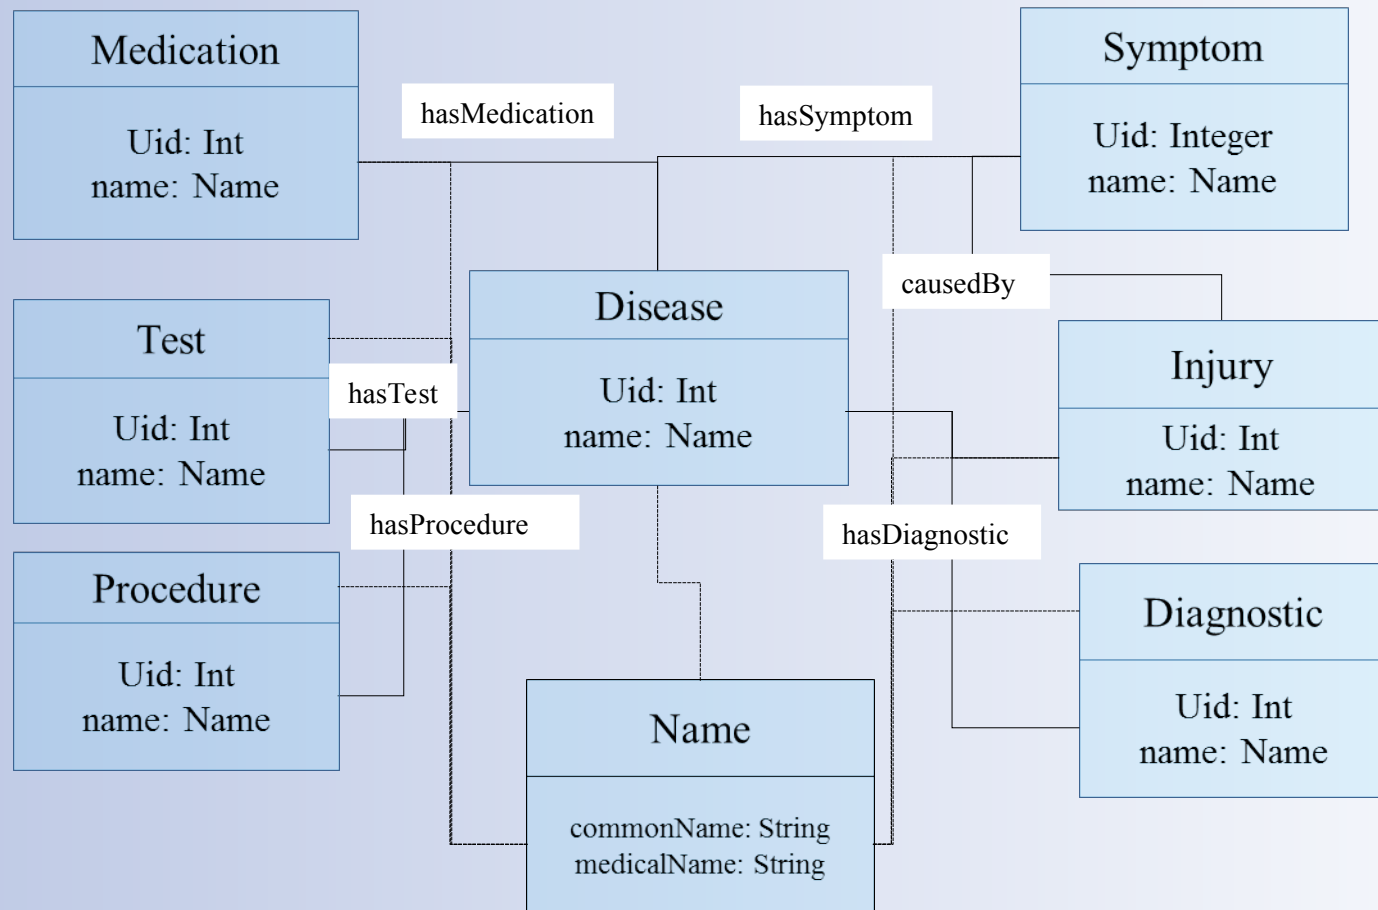 Medication
Uid: Int
name: Name
hasMedication
hasSymptom
Symptom
Uid: Integer
name: Name
causedBy
Disease
Uid: Int
name: Name
Test
Uid: Int
name: Name
hasTest
Injury
Uid: Int
name: Name
hasProcedure
hasDiagnostic
Procedure
Uid: Int
name: Name
Diagnostic
Uid: Int
name: Name
Name
commonName: String
medicalName: String